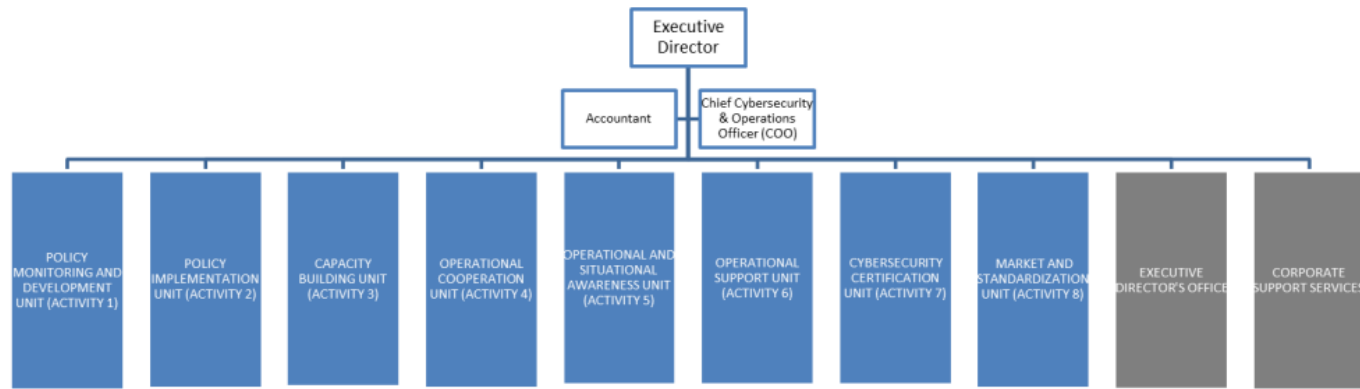 Executive
Director
Accountant
Chief Cybersecurity
& Operations
Officer (COO)
POLICY
MONITORING AND
DEVELOPMENT
UNIT (ACTIVITY 1)
POLICY
IMPLEMENTATION
UNIT (ACTIVITY 2)
CAPACITY
BUILDING UNIT
(ACTIVITY 3)
OPERATIONAL
COOPERATION
UNIT (ACTIVITY 4)
OPERATIONAL AND
SITUATIONAL
AWARENESS UNIT
(ACTIVITY 5)
OPERATIONAL
SUPPORT UNIT
(ACTIVITY 6)
CYBERSECURITY
CERTIFICATION
UNIT (ACTIVITY 7)
MARKET AND
STANDARDIZATION
UNIT (ACTIVITY 8)
EXECUTIVE
DIRECTOR'S OFFICE
CORPORATE
SUPPORT SERVICES